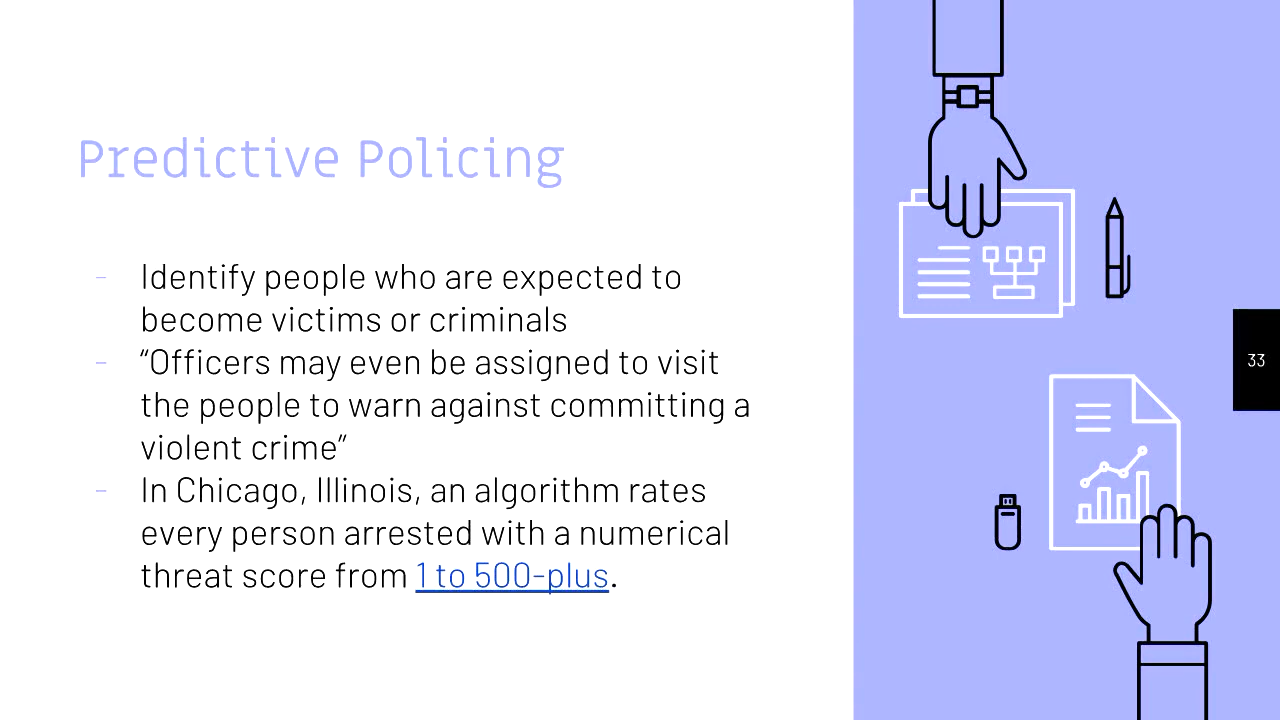 Predictive Policing
- Identify people who are expected to
become victims or criminals
- “Officers may even be assigned to visit
the people to warn against committing a
violent crime”
- In Chicago, Illinois, an algorithm rates
every person arrested with a numerical
threat score from 1 to 500-plus.
33